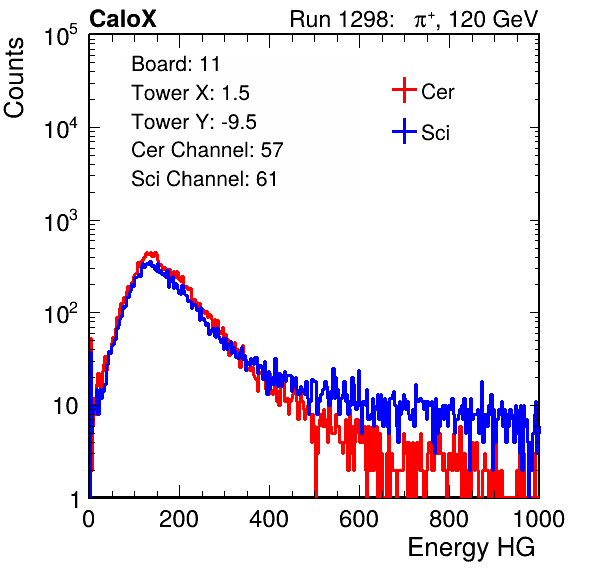 CaloX Run 1298: π⁺, 120 GeV
Counts
Board: 11
Tower X: 1.5
Tower Y: -9.5
Cer Channel: 57
Sci Channel: 61
Cer
Sci
10⁵
10⁴
10³
10²
10
1
0 200 400 600 800 1000
Energy HG